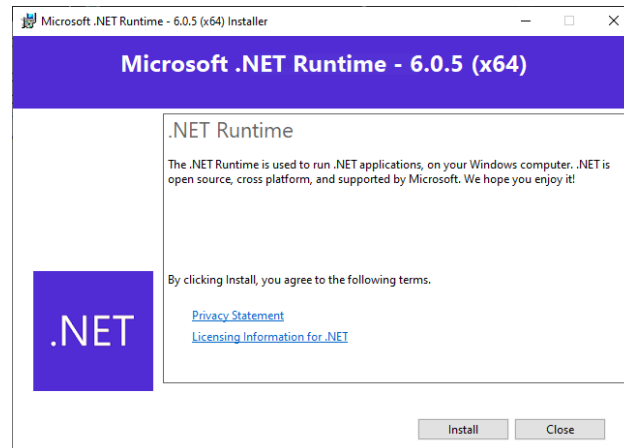 Microsoft .NET Runtime - 6.0.5 (x64) Installer
Microsoft .NET Runtime - 6.0.5 (x64)
.NET Runtime
The .NET Runtime is used to run .NET applications, on your Windows computer. .NET is
open source, cross platform, and supported by Microsoft. We hope you enjoy it!
By clicking Install, you agree to the following terms.
Privacy Statement
Licensing Information for .NET
.NET
Install
Close